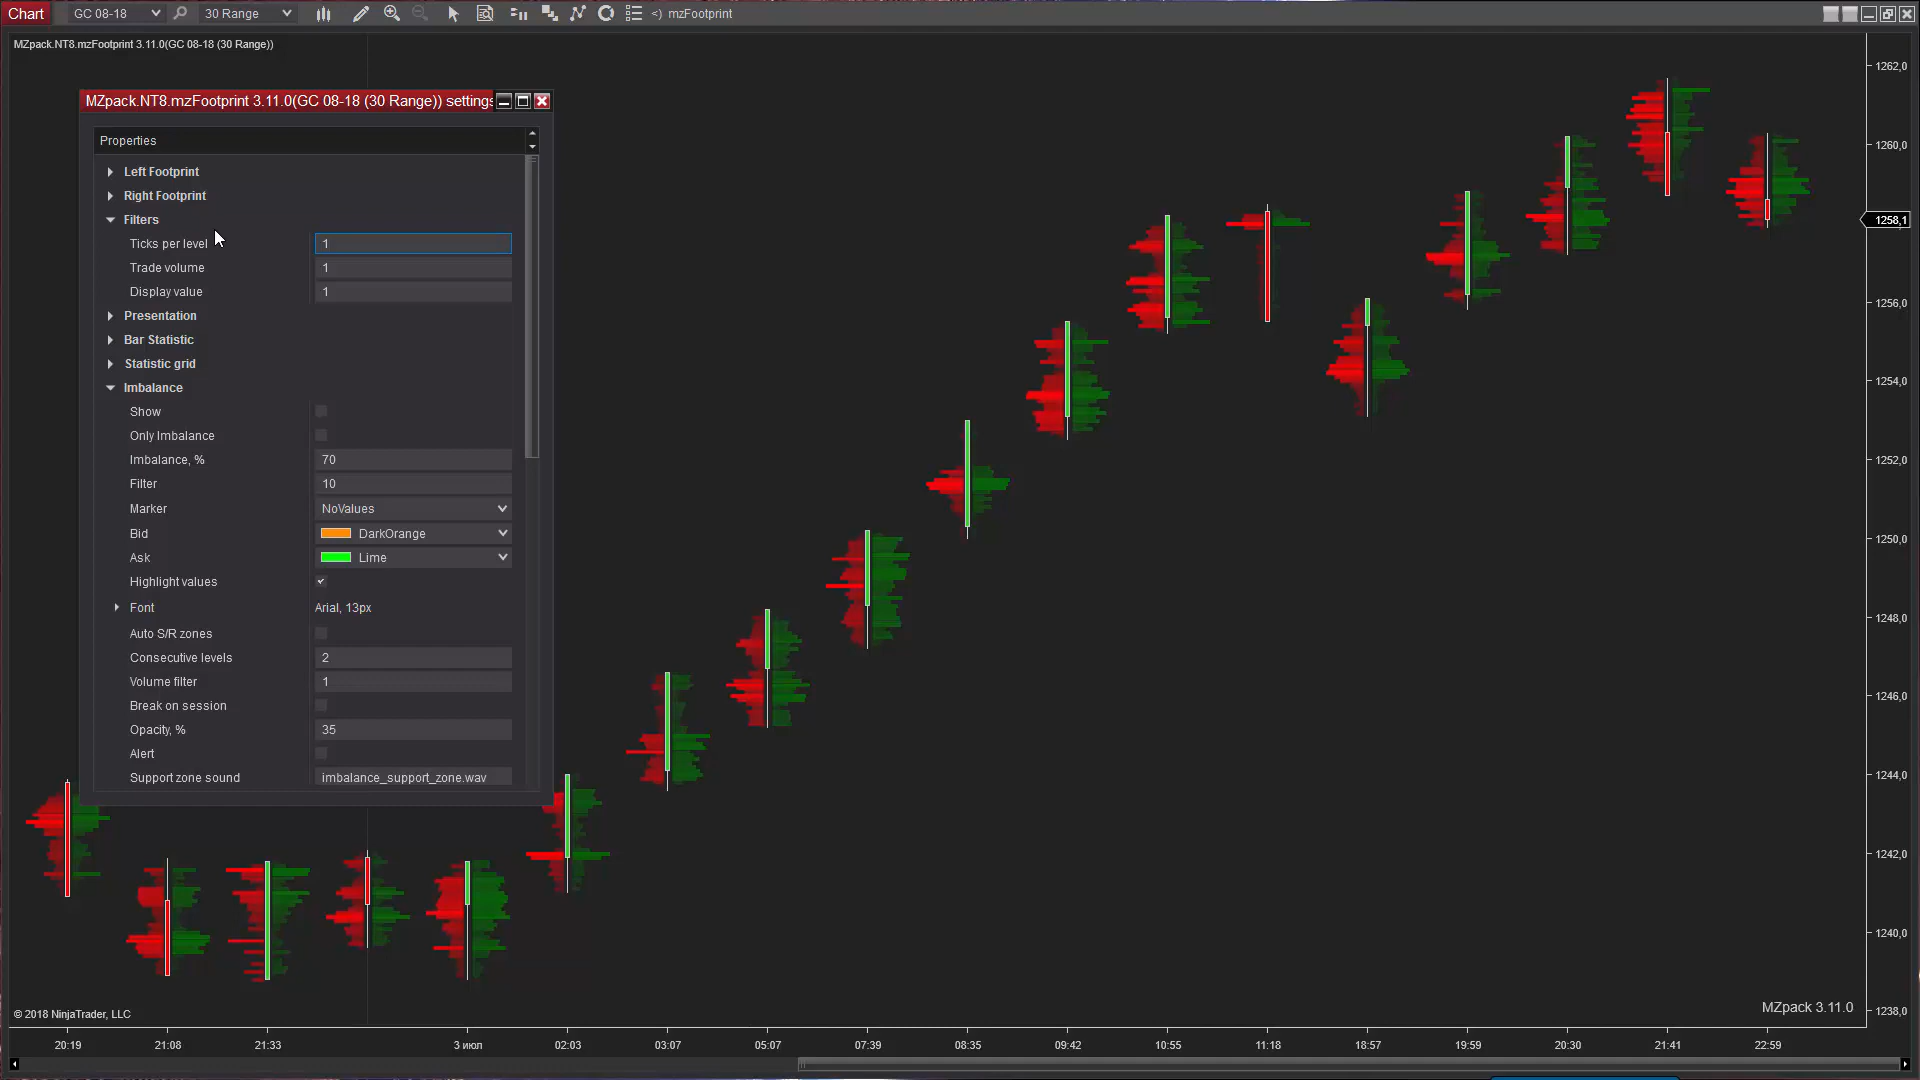 Chart GC 08-18 30 Range mzFootprint
MZpack.NT8.mzFootprint 3.11.0(GC 08-18 (30 Range))
MZpack.NT8.mzFootprint 3.11.0(GC 08-18 (30 Range)) settings
Properties
Left Footprint
Right Footprint
Filters
Ticks per level 1
Trade volume 1
Display value 1
Presentation
Bar Statistic
Statistic grid
Imbalance
Show
Only Imbalance
Imbalance, % 70
Filter 10
Marker NoValues
Bid DarkOrange
Ask Lime
Highlight values
Font Arial, 13px
Auto S/R zones
Consecutive levels 2
Volume filter 1
Break on session
Opacity, % 35
Alert
Support zone sound imbalance_support_zone.wav
1262,0
1260,0
1258,1
1256,0
1254,0
1252,0
1250,0
1248,0
1246,0
1244,0
1242,0
1240,0
1238,0
MZpack 3.11.0
© 2018 NinjaTrader, LLC
20:19 21:08 21:33 3 июл 02:03 03:07 05:07 07:39 08:35 09:42 10:55 11:18 18:57 19:59 20:30 21:41 22:59